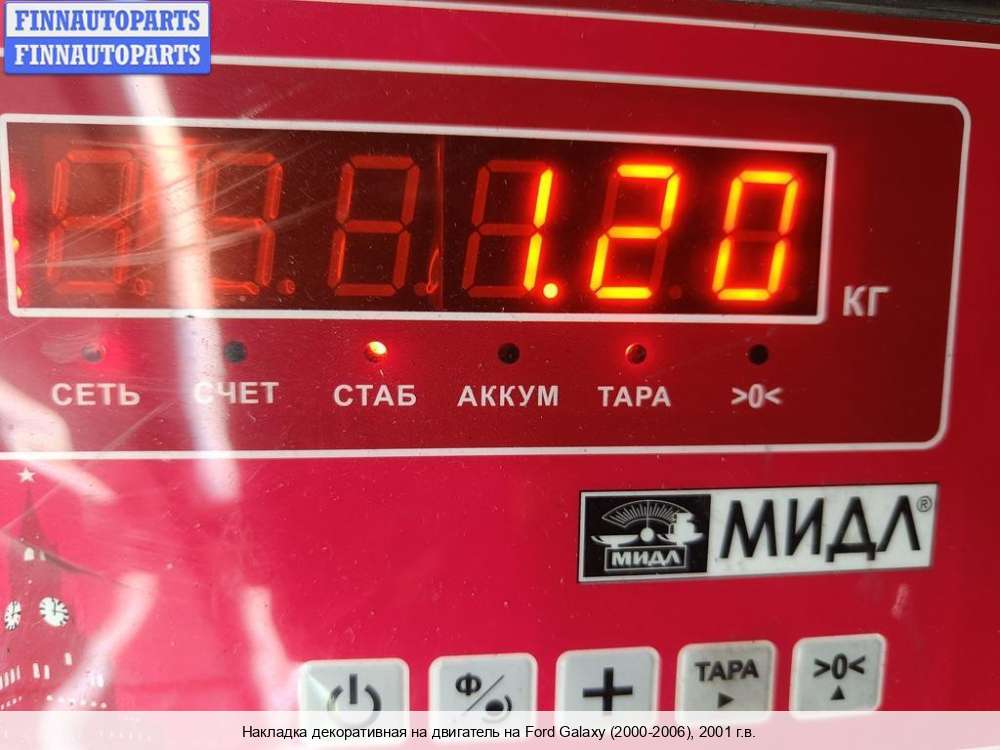 FINNAUTOPARTS
FINNAUTOPARTS
1.20
КГ
СЕТЬ СЧЕТ СТАБ АККУМ ТАРА >0<
МИДЛ МИДЛ®
Ф + ТАРА >0<
Накладка декоративная на двигатель на Ford Galaxy (2000-2006), 2001 г.в.